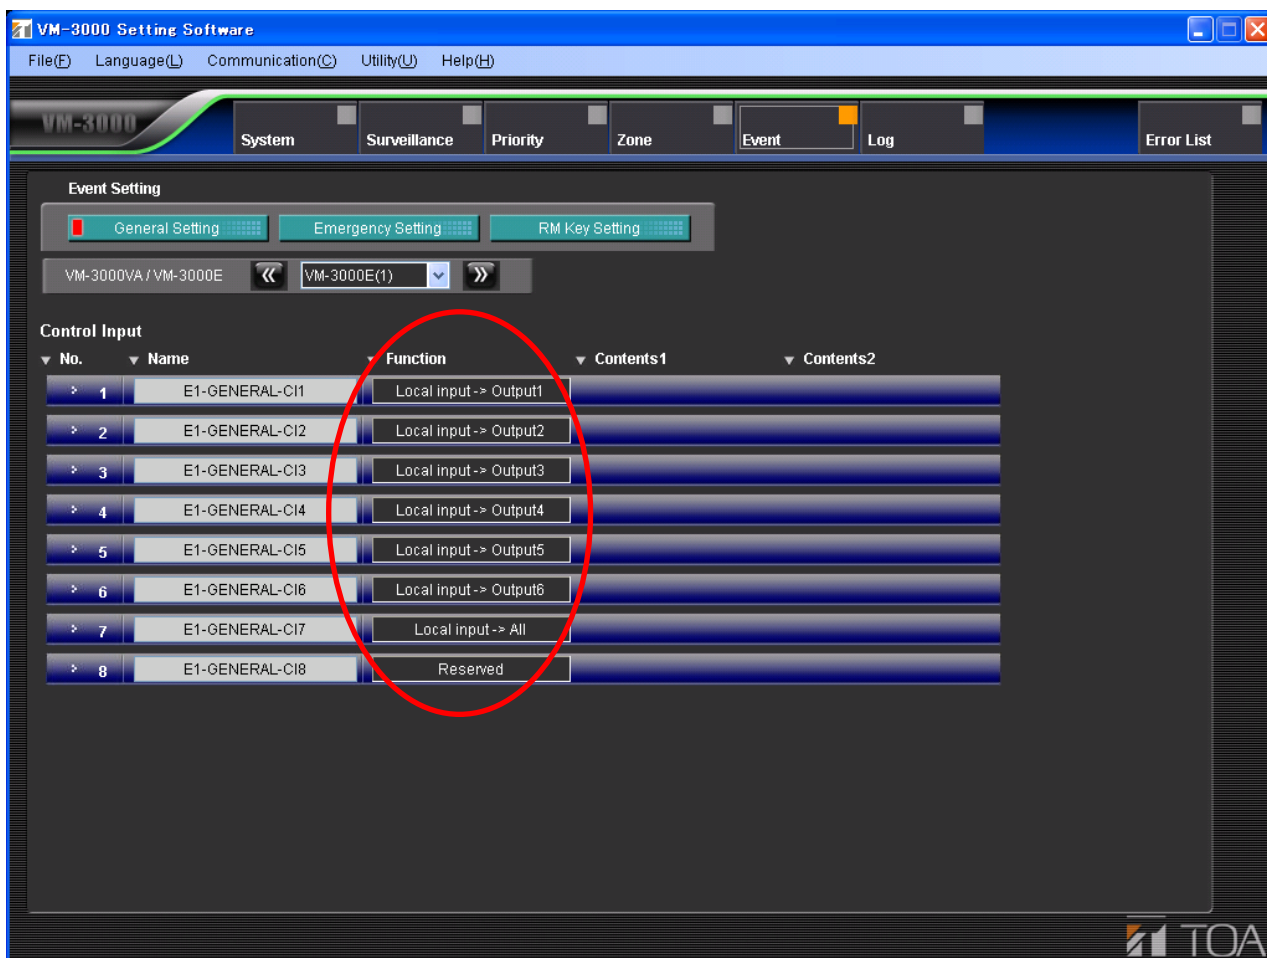 VM-3000 Setting Software
File(F) Language(L) Communication(C) Utility(U) Help(H)
VM-3000
System Surveillance Priority Zone Event Log Error List
Event Setting
General Setting Emergency Setting RM Key Setting
VM-3000VA / VM-3000E VM-3000E(1)
Control Input
No. Name Function Contents1 Contents2
1 E1-GENERAL-CI1 Local input -> Output1
2 E1-GENERAL-CI2 Local input -> Output2
3 E1-GENERAL-CI3 Local input -> Output3
4 E1-GENERAL-CI4 Local input -> Output4
5 E1-GENERAL-CI5 Local input -> Output5
6 E1-GENERAL-CI6 Local input -> Output6
7 E1-GENERAL-CI7 Local input -> All
8 E1-GENERAL-CI8 Reserved
TOA